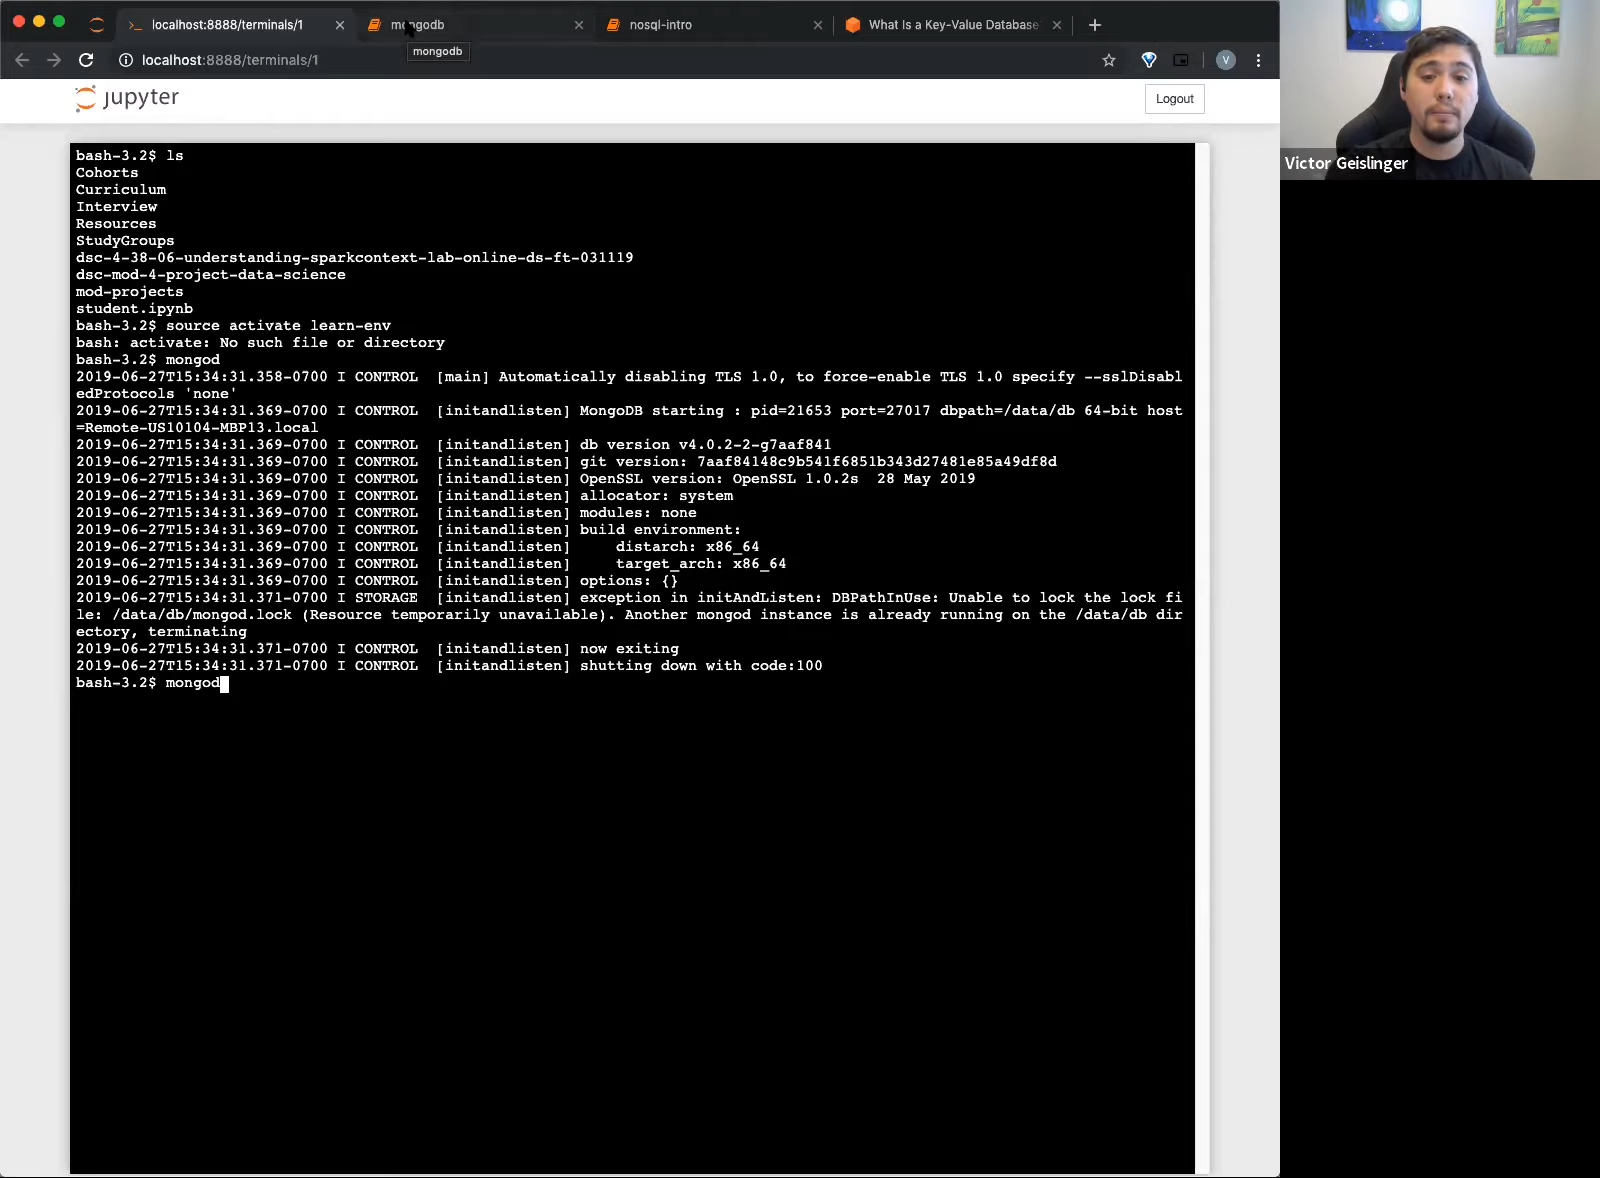 localhost:8888/terminals/1
mongodb
nosql-intro
What Is a Key-Value Database
mongodb
localhost:8888/terminals/1
V
jupyter
Logout
Victor Geislinger
bash-3.2$ ls
Cohorts
Curriculum
Interview
Resources
StudyGroups
dsc-4-38-06-understanding-sparkcontext-lab-online-ds-ft-031119
dsc-mod-4-project-data-science
mod-projects
student.ipynb
bash-3.2$ source activate learn-env
bash: activate: No such file or directory
bash-3.2$ mongod
2019-06-27T15:34:31.358-0700 I CONTROL  [main] Automatically disabling TLS 1.0, to force-enable TLS 1.0 specify --sslDisabl
edProtocols 'none'
2019-06-27T15:34:31.369-0700 I CONTROL  [initandlisten] MongoDB starting : pid=21653 port=27017 dbpath=/data/db 64-bit host
=Remote-US10104-MBP13.local
2019-06-27T15:34:31.369-0700 I CONTROL  [initandlisten] db version v4.0.2-2-g7aaf841
2019-06-27T15:34:31.369-0700 I CONTROL  [initandlisten] git version: 7aaf84148c9b541f6851b343d27481e85a49df8d
2019-06-27T15:34:31.369-0700 I CONTROL  [initandlisten] OpenSSL version: OpenSSL 1.0.2s  28 May 2019
2019-06-27T15:34:31.369-0700 I CONTROL  [initandlisten] allocator: system
2019-06-27T15:34:31.369-0700 I CONTROL  [initandlisten] modules: none
2019-06-27T15:34:31.369-0700 I CONTROL  [initandlisten] build environment:
2019-06-27T15:34:31.369-0700 I CONTROL  [initandlisten]     distarch: x86_64
2019-06-27T15:34:31.369-0700 I CONTROL  [initandlisten]     target_arch: x86_64
2019-06-27T15:34:31.369-0700 I CONTROL  [initandlisten] options: {}
2019-06-27T15:34:31.371-0700 I STORAGE  [initandlisten] exception in initAndListen: DBPathInUse: Unable to lock the lock fi
le: /data/db/mongod.lock (Resource temporarily unavailable). Another mongod instance is already running on the /data/db dir
ectory, terminating
2019-06-27T15:34:31.371-0700 I CONTROL  [initandlisten] now exiting
2019-06-27T15:34:31.371-0700 I CONTROL  [initandlisten] shutting down with code:100
bash-3.2$ mongod